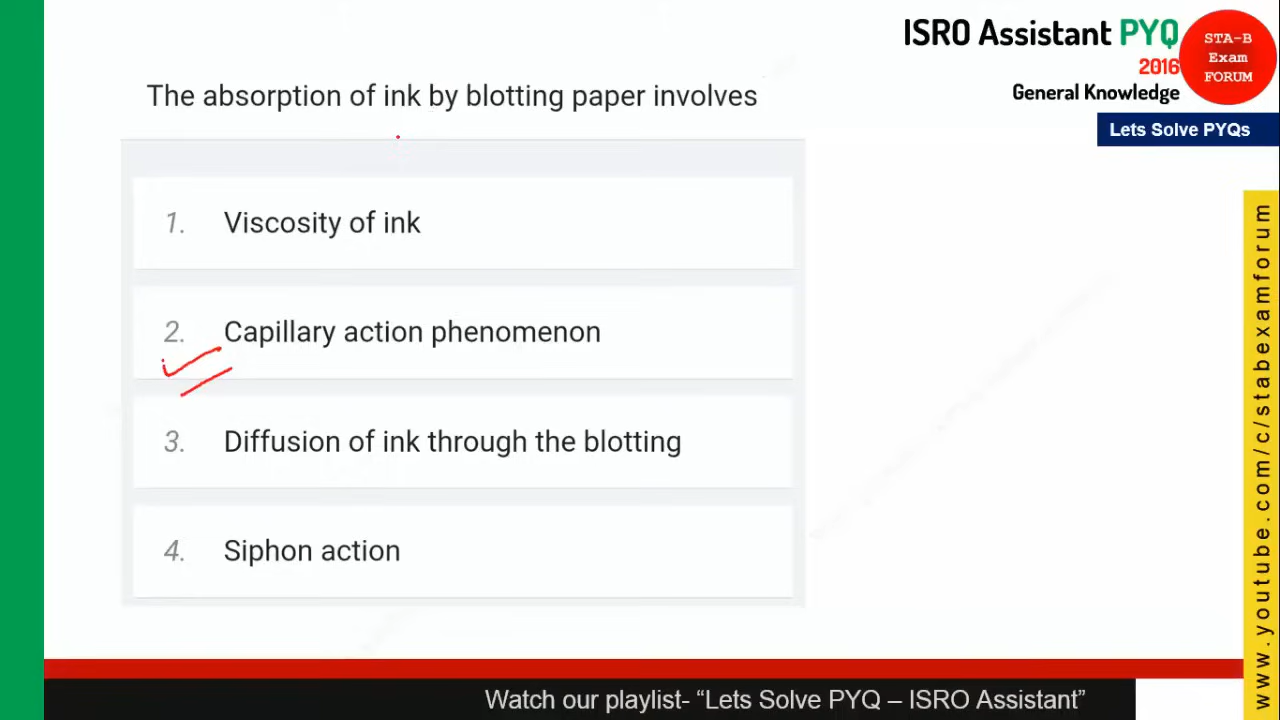 ISRO Assistant PYQ
2016
General Knowledge
STA-B
Exam
FORUM
Lets Solve PYQs
The absorption of ink by blotting paper involves
1. Viscosity of ink
2. Capillary action phenomenon
3. Diffusion of ink through the blotting
4. Siphon action
www.youtube.com/c/stabexamforum
Watch our playlist- “Lets Solve PYQ – ISRO Assistant”